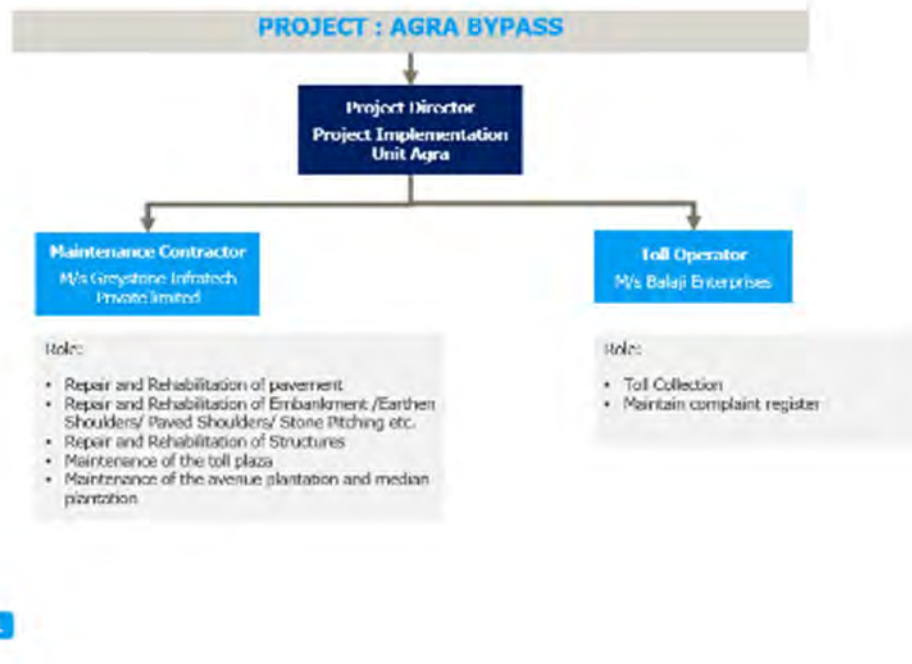 PROJECT : AGRA BYPASS
Project Director
Project Implementation
Unit Agra
Maintenance Contractor
M/s Greystone Infratech
Private limited
Role:
• Repair and Rehabilitation of pavement
• Repair and Rehabilitation of Embankment /Earthen
Shoulders/ Paved Shoulders/ Stone Pitching etc.
• Repair and Rehabilitation of Structures
• Maintenance of the toll plaza
• Maintenance of the avenue plantation and median
plantation
Toll Operator
M/s Balaji Enterprises
Role:
• Toll Collection
• Maintain complaint register